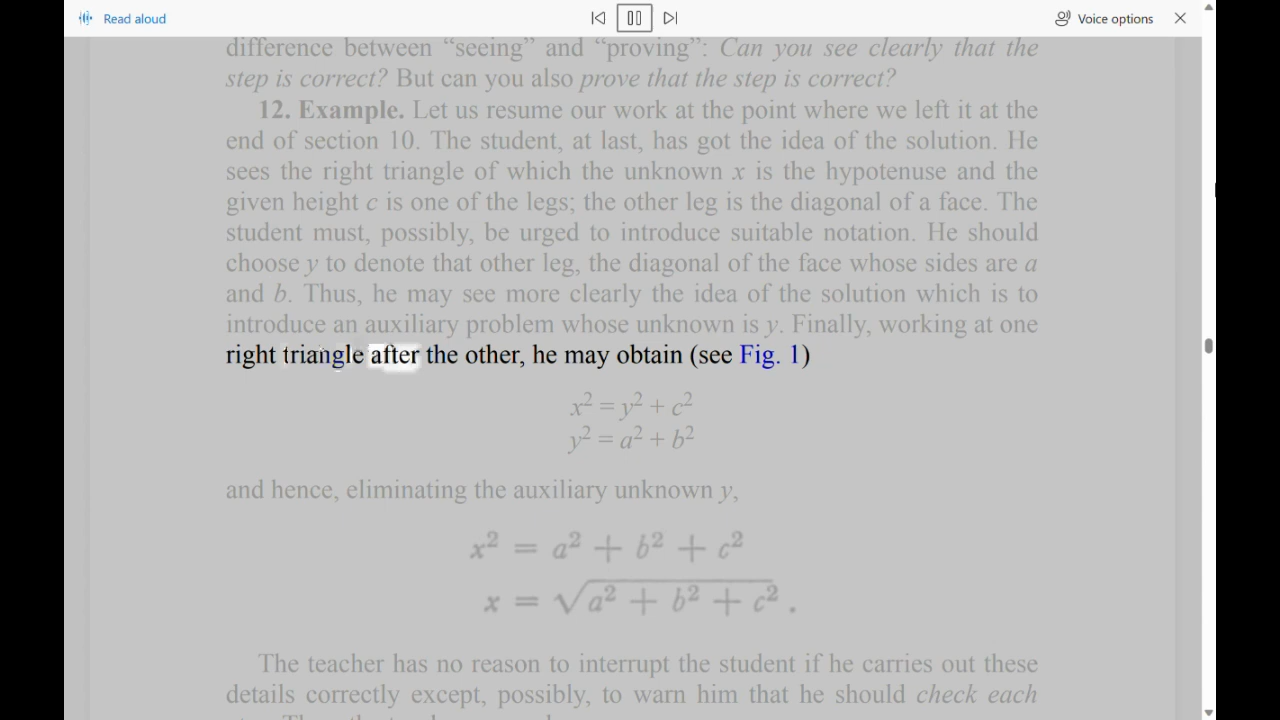 Read aloud
Voice options
difference between “seeing” and “proving”: Can you see clearly that the
step is correct? But can you also prove that the step is correct?
12. Example. Let us resume our work at the point where we left it at the
end of section 10. The student, at last, has got the idea of the solution. He
sees the right triangle of which the unknown x is the hypotenuse and the
given height c is one of the legs; the other leg is the diagonal of a face. The
student must, possibly, be urged to introduce suitable notation. He should
choose y to denote that other leg, the diagonal of the face whose sides are a
and b. Thus, he may see more clearly the idea of the solution which is to
introduce an auxiliary problem whose unknown is y. Finally, working at one
right triangle after the other, he may obtain (see Fig. 1)
x² = y² + c²
y² = a² + b²
and hence, eliminating the auxiliary unknown y,
x² = a² + b² + c²
x = √a² + b² + c² .
The teacher has no reason to interrupt the student if he carries out these
details correctly except, possibly, to warn him that he should check each